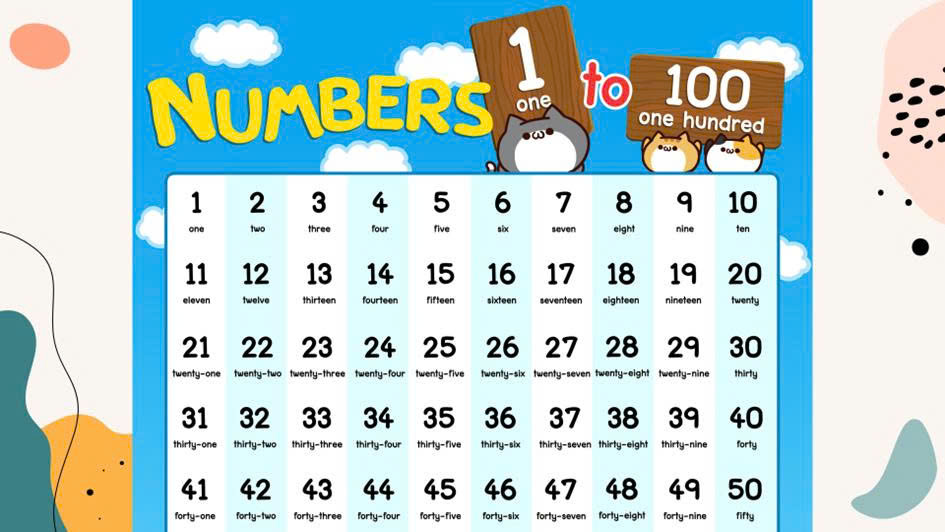 NUMBERS 1 one to 100 one hundred
1 2 3 4 5 6 7 8 9 10
one two three four five six seven eight nine ten
11 12 13 14 15 16 17 18 19 20
eleven twelve thirteen fourteen fifteen sixteen seventeen eighteen nineteen twenty
21 22 23 24 25 26 27 28 29 30
twenty-one twenty-two twenty-three twenty-four twenty-five twenty-six twenty-seven twenty-eight twenty-nine thirty
31 32 33 34 35 36 37 38 39 40
thirty-one thirty-two thirty-three thirty-four thirty-five thirty-six thirty-seven thirty-eight thirty-nine forty
41 42 43 44 45 46 47 48 49 50
forty-one forty-two forty-three forty-four forty-five forty-six forty-seven forty-eight forty-nine fifty